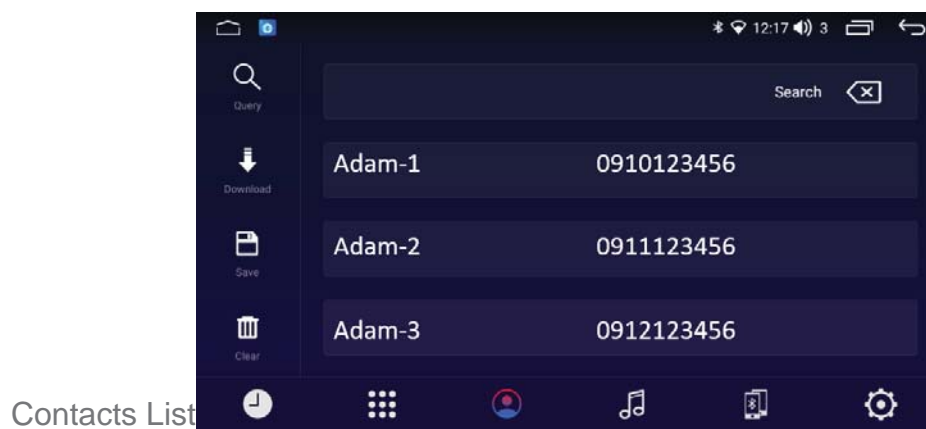 12:17 3
Query
Search
Download
Adam-1 0910123456
Save
Adam-2 0911123456
Clear
Adam-3 0912123456
Contacts List